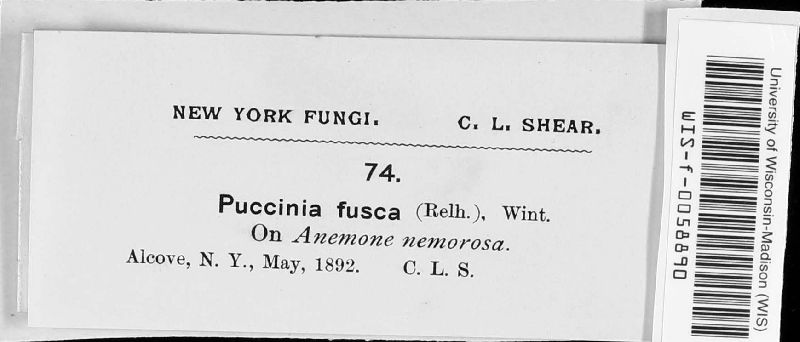 NEW YORK FUNGI. C. L. SHEAR.
74.
Puccinia fusca (Relh.), Wint.
On Anemone nemorosa.
Alcove, N. Y., May, 1892. C. L. S.
University of Wisconsin-Madison (WIS)
WIS-f-0058890